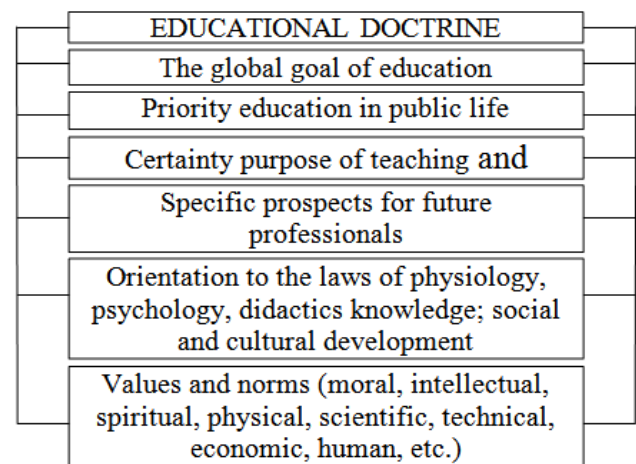 EDUCATIONAL DOCTRINE
The global goal of education
Priority education in public life
Certainty purpose of teaching and
Specific prospects for future
professionals
Orientation to the laws of physiology,
psychology, didactics knowledge; social
and cultural development
Values and norms (moral, intellectual,
spiritual, physical, scientific, technical,
economic, human, etc.)